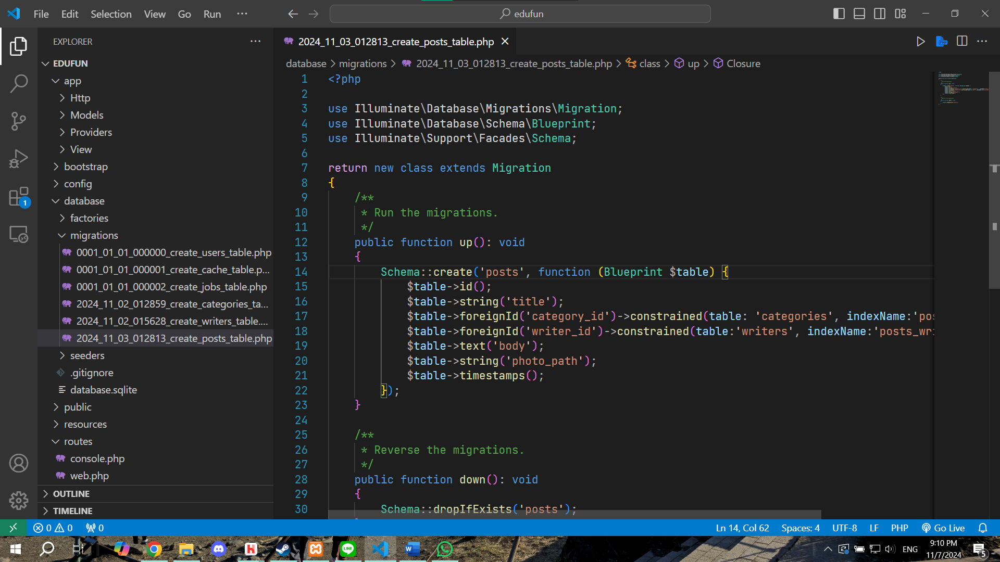 File Edit Selection View Go Run ···
edufun
EXPLORER
EDUFUN
app
Http
Models
Providers
View
bootstrap
config
database
factories
migrations
0001_01_01_000000_create_users_table.php
0001_01_01_000001_create_cache_table.p...
0001_01_01_000002_create_jobs_table.php
2024_11_02_012859_create_categories_ta...
2024_11_02_015628_create_writers_table....
2024_11_03_012813_create_posts_table.php
seeders
.gitignore
database.sqlite
public
resources
routes
console.php
web.php
OUTLINE
TIMELINE
1
2024_11_03_012813_create_posts_table.php
database > migrations > 2024_11_03_012813_create_posts_table.php > class > up > Closure
1 <?php
2
3 use Illuminate\Database\Migrations\Migration;
4 use Illuminate\Database\Schema\Blueprint;
5 use Illuminate\Support\Facades\Schema;
6
7 return new class extends Migration
8 {
9 /**
10 * Run the migrations.
11 */
12 public function up(): void
13 {
14 Schema::create('posts', function (Blueprint $table) {
15 $table->id();
16 $table->string('title');
17 $table->foreignId('category_id')->constrained(table: 'categories', indexName:'pos
18 $table->foreignId('writer_id')->constrained(table:'writers', indexName:'posts_wri
19 $table->text('body');
20 $table->string('photo_path');
21 $table->timestamps();
22 });
23 }
24
25 /**
26 * Reverse the migrations.
27 */
28 public function down(): void
29 {
30 Schema::dropIfExists('posts');
0 0 0 Ln 14, Col 62 Spaces: 4 UTF-8 LF PHP Go Live
ENG
9:10 PM
11/7/2024
5